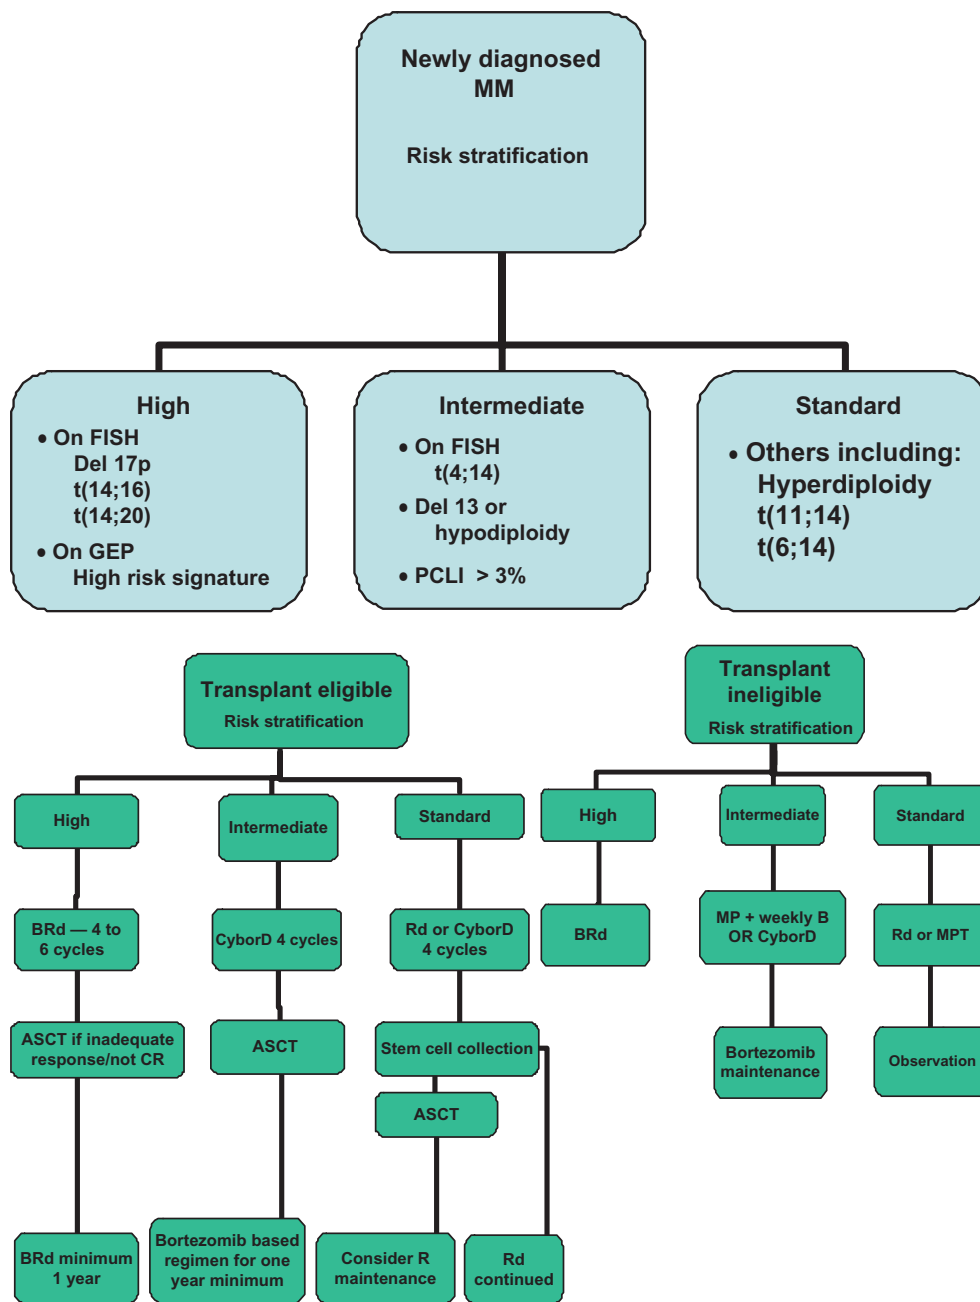 Newly diagnosed
MM
Risk stratification
High
• On FISH
Del 17p
t(14;16)
t(14;20)
• On GEP
High risk signature
Intermediate
• On FISH
t(4;14)
• Del 13 or
hypodiploidy
• PCLI > 3%
Standard
• Others including:
Hyperdiploidy
t(11;14)
t(6;14)
Transplant eligible
Risk stratification
High
Intermediate
Standard
BRd — 4 to
6 cycles
CyborD 4 cycles
Rd or CyborD
4 cycles
ASCT if inadequate
response/not CR
ASCT
Stem cell collection
ASCT
BRd minimum
1 year
Bortezomib based
regimen for one
year minimum
Consider R
maintenance
Rd
continued
Transplant
ineligible
Risk stratification
High
Intermediate
Standard
BRd
MP + weekly B
OR CyborD
Rd or MPT
Bortezomib
maintenance
Observation